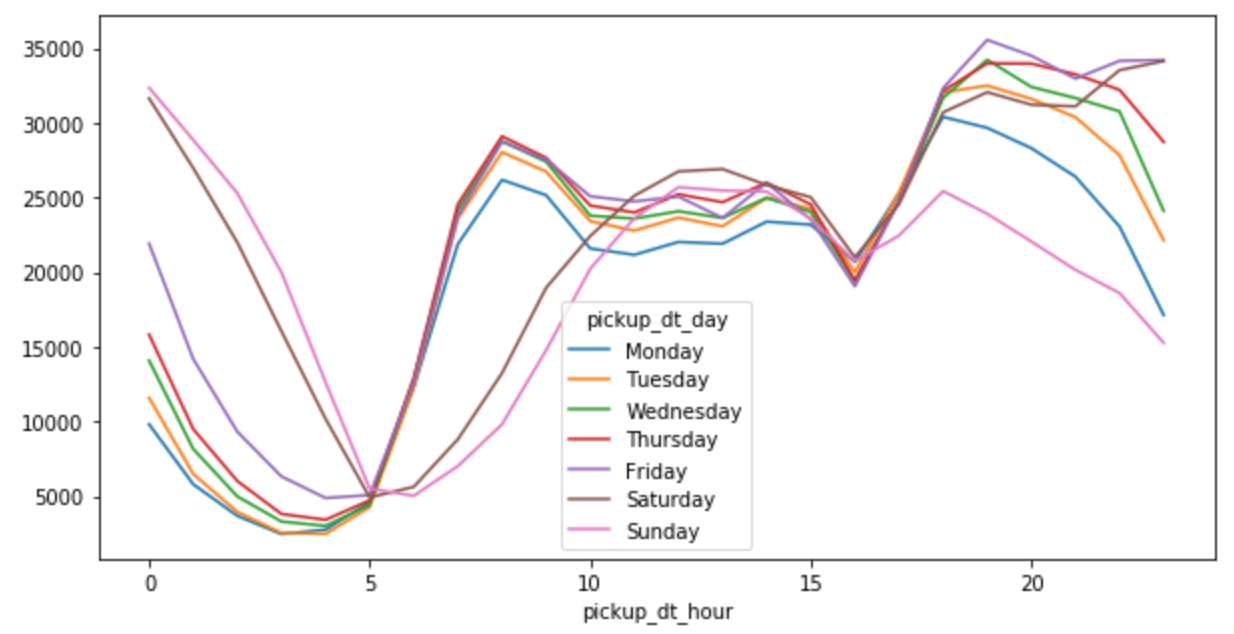 35000
30000
25000
20000
15000
10000
5000
pickup_dt_day
Monday
Tuesday
Wednesday
Thursday
Friday
Saturday
Sunday
0 5 10 15 20
pickup_dt_hour